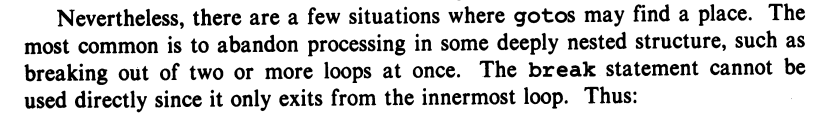 Nevertheless, there are a few situations where gotos may find a place. The
most common is to abandon processing in some deeply nested structure, such as
breaking out of two or more loops at once. The break statement cannot be
used directly since it only exits from the innermost loop. Thus: